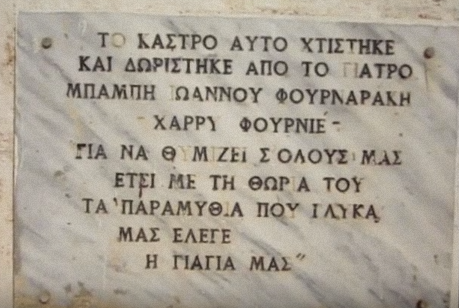 ΤΟ ΚΑΣΤΡΟ ΑΥΤΟ ΧΤΙΣΤΗΚΕ
ΚΑΙ ΔΩΡΙΣΤΗΚΕ ΑΠΟ ΤΟ ΓΙΑΤΡΟ
ΜΠΑΜΠΗ ΙΩΑΝΝΟΥ ΦΟΥΡΝΑΡΑΚΗ
- ΧΑΡΡΥ ΦΟΥΡΝΙΕ -
"ΓΙΑ ΝΑ ΘΥΜΙΖΕΙ Σ'ΟΛΟΥΣ ΜΑΣ
ΕΤΣΙ ΜΕ ΤΗ ΘΩΡΙΑ ΤΟΥ
ΤΑ ΠΑΡΑΜΥΘΙΑ ΠΟΥ ΓΛΥΚΑ
ΜΑΣ ΕΛΕΓΕ
Η ΓΙΑΓΙΑ ΜΑΣ"